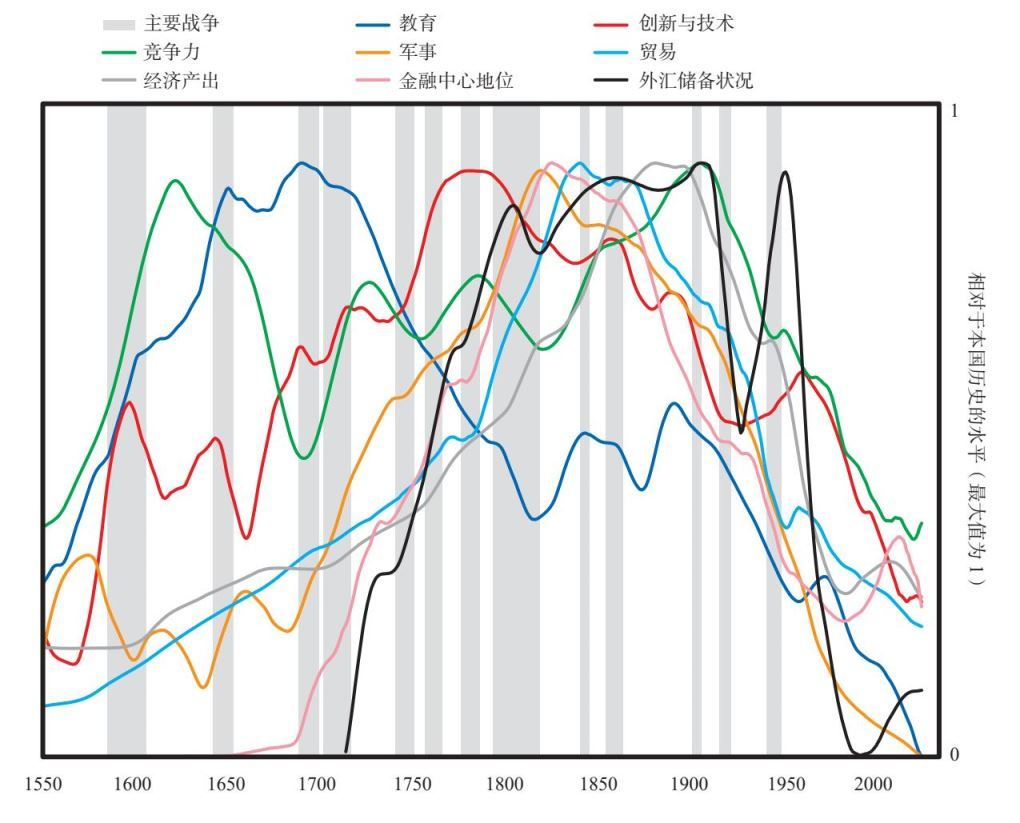 主要战争 教育 创新与技术
竞争力 军事 贸易
经济产出 金融中心地位 外汇储备状况
1
相对于本国历史的水平（最大值为1）
0
1550 1600 1650 1700 1750 1800 1850 1900 1950 2000